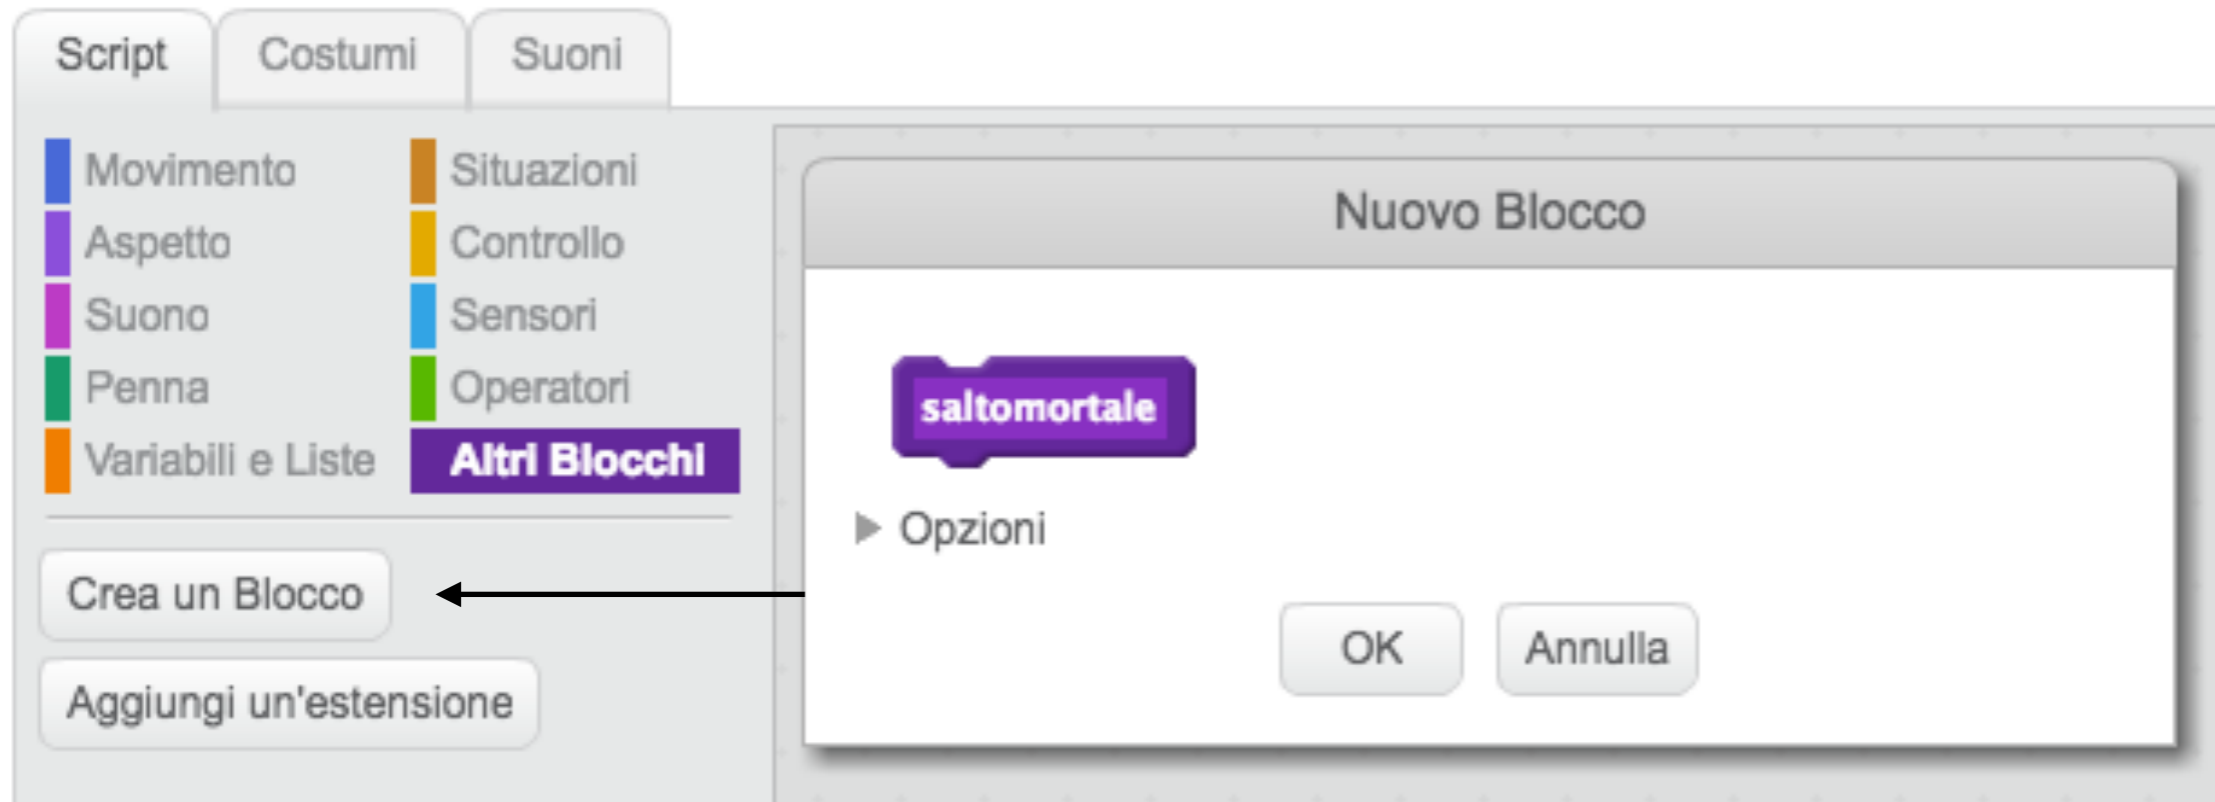 Script Costumi Suoni
Movimento Situazioni
Aspetto Controllo
Suono Sensori
Penna Operatori
Variabili e Liste Altri Blocchi
Crea un Blocco
Aggiungi un'estensione
Nuovo Blocco
saltomortale
Opzioni
OK Annulla